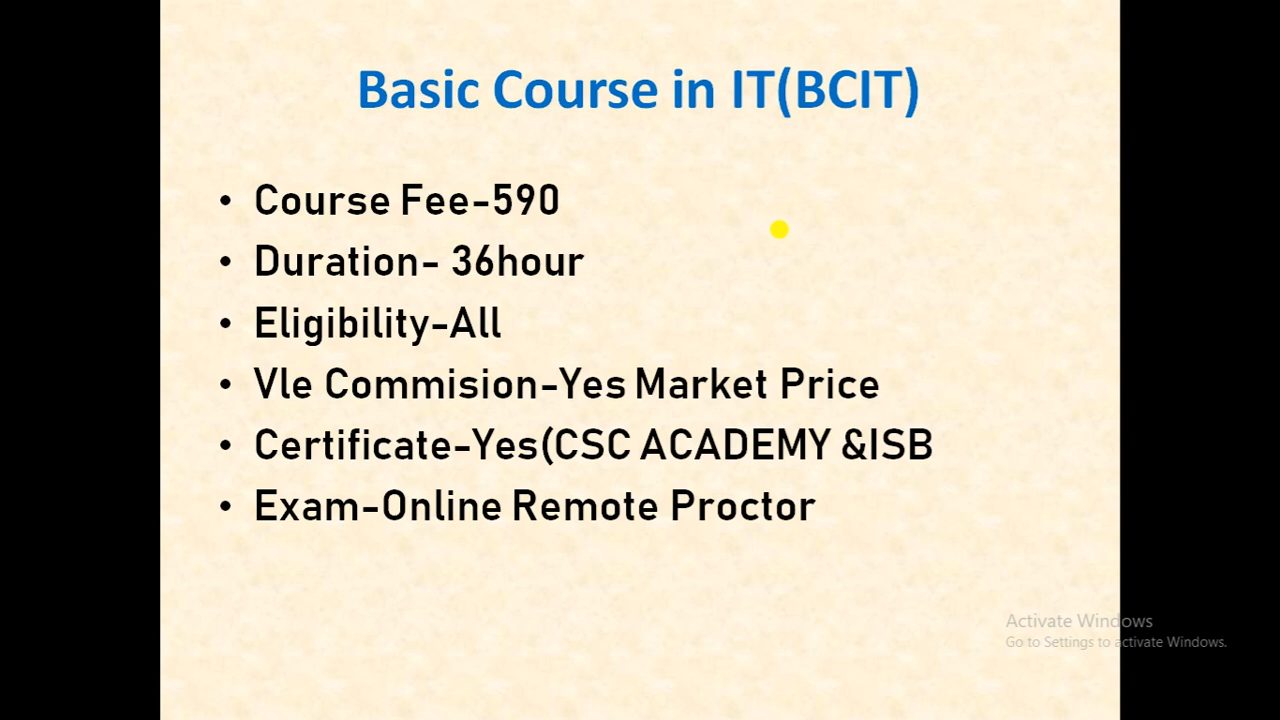 Basic Course in IT(BCIT)
• Course Fee-590
• Duration- 36hour
• Eligibility-All
• Vle Commision-Yes Market Price
• Certificate-Yes(CSC ACADEMY &ISB
• Exam-Online Remote Proctor
Activate Windows
Go to Settings to activate Windows.